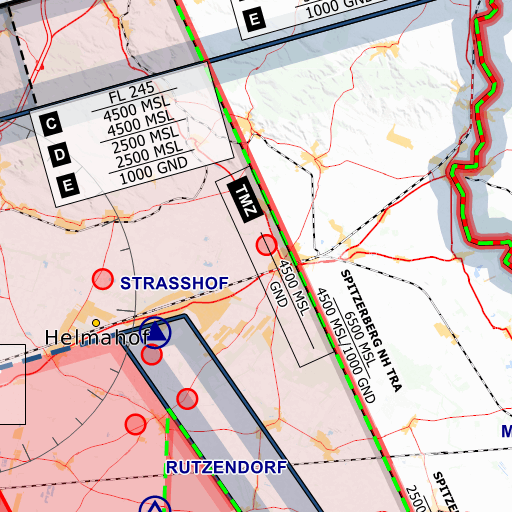 E
1000 GND
FL 245
C
4500 MSL
4500 MSL
D
2500 MSL
2500 MSL
E
1000 GND
TMZ
4500 MSL
GND
STRASSHOF
Helmahof
SPITZERBERG NH TRA
6500 MSL
4500 MSL/1000 GND
RUTZENDORF
M
SPITZE
2500